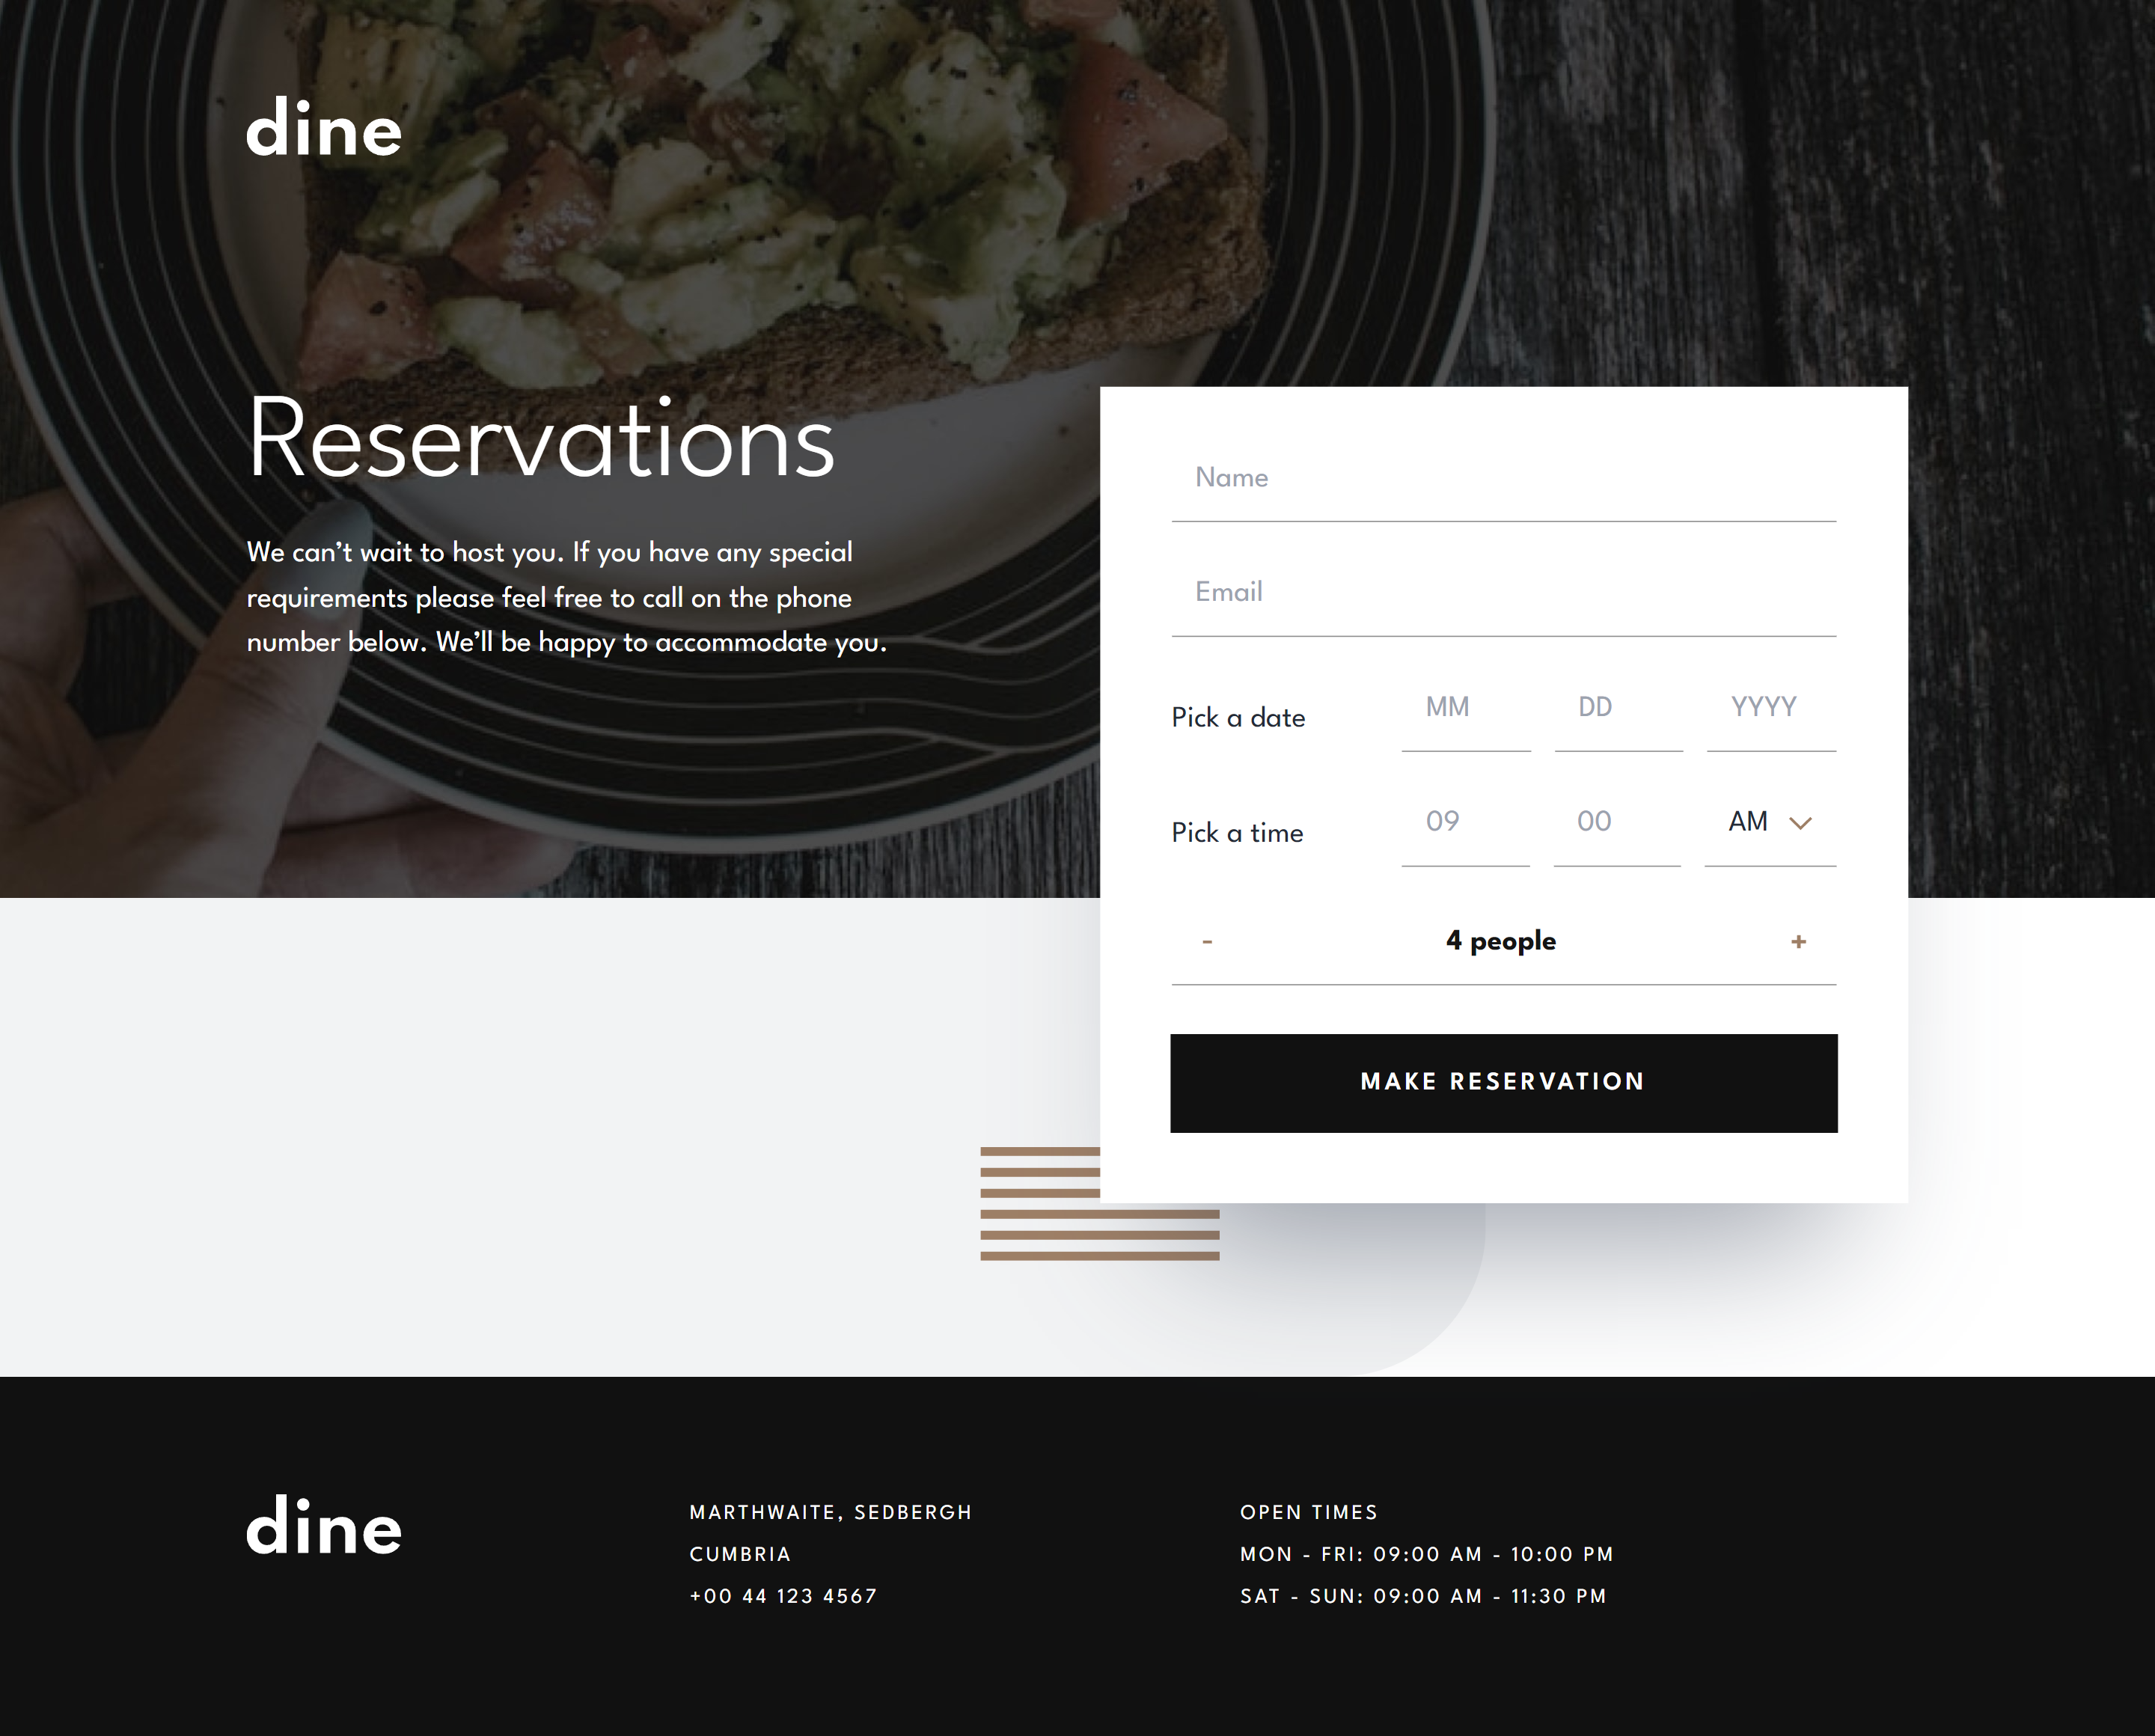 dine
Reservations
We can’t wait to host you. If you have any special
requirements please feel free to call on the phone
number below. We’ll be happy to accommodate you.
Name
Email
Pick a date MM DD YYYY
Pick a time 09 00 AM
- 4 people +
MAKE RESERVATION
dine
MARTHWAITE, SEDBERGH
CUMBRIA
+00 44 123 4567
OPEN TIMES
MON - FRI: 09:00 AM - 10:00 PM
SAT - SUN: 09:00 AM - 11:30 PM